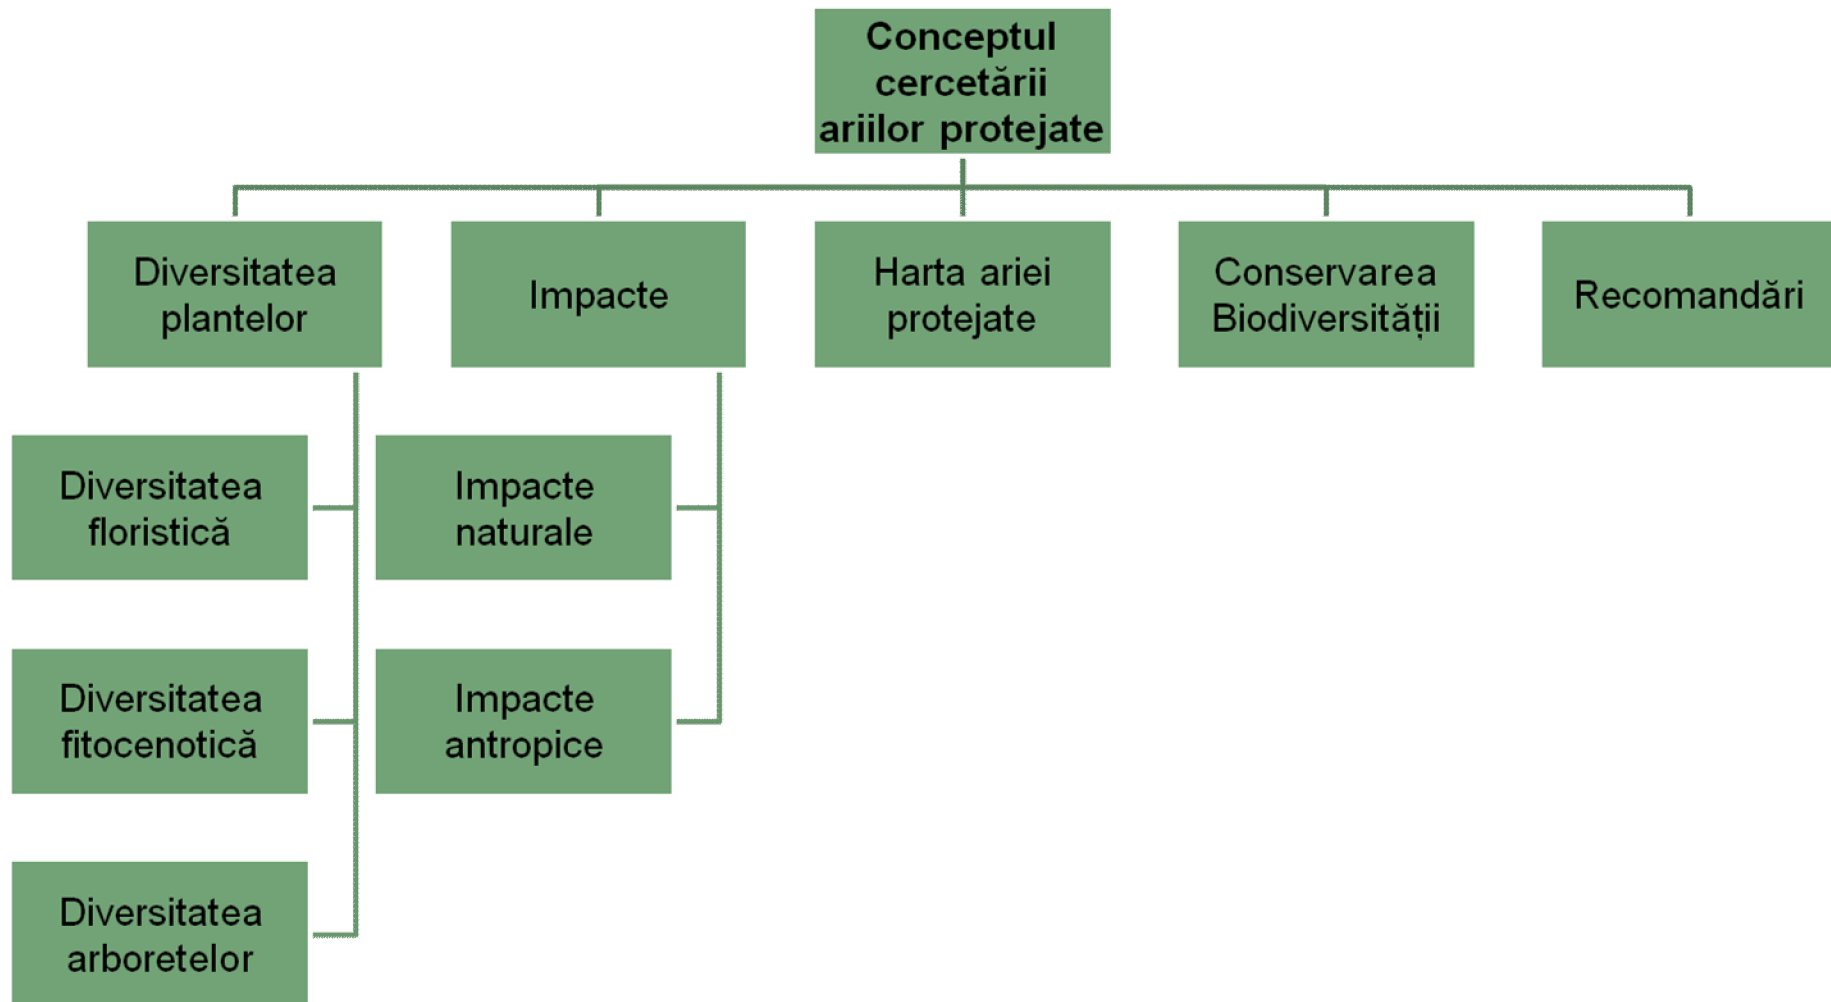 Conceptul
cercetării
ariilor protejate
Diversitatea
plantelor
Impacte
Harta ariei
protejate
Conservarea
Biodiversității
Recomandări
Diversitatea
floristică
Impacte
naturale
Diversitatea
fitocenotică
Impacte
antropice
Diversitatea
arboretelor